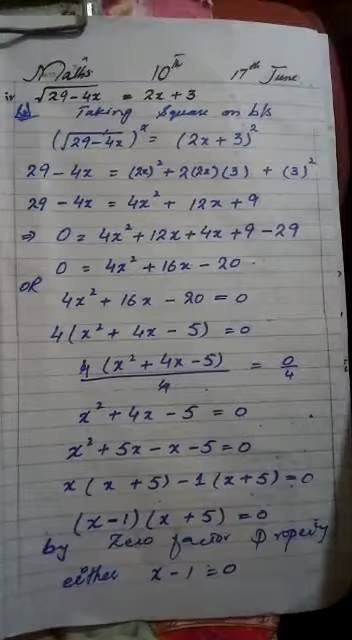 Maths 10th 17th June
iv √29-4x = 2x+3
Sol Taking Square on b/s
(√29-4x)² = (2x+3)²
29-4x = (2x)²+2(2x)(3) + (3)²
29-4x = 4x² + 12x+9
⇒ 0 = 4x²+12x+4x+9-29
0 = 4x²+16x-20
OR
4x²+16x-20=0
4(x²+4x-5)=0
4(x²+4x-5)/4 = 0/4
x²+4x-5=0
x²+5x-x-5=0
x(x+5)-1(x+5)=0
(x-1)(x+5)=0
by Zero factor Property
either x-1=0